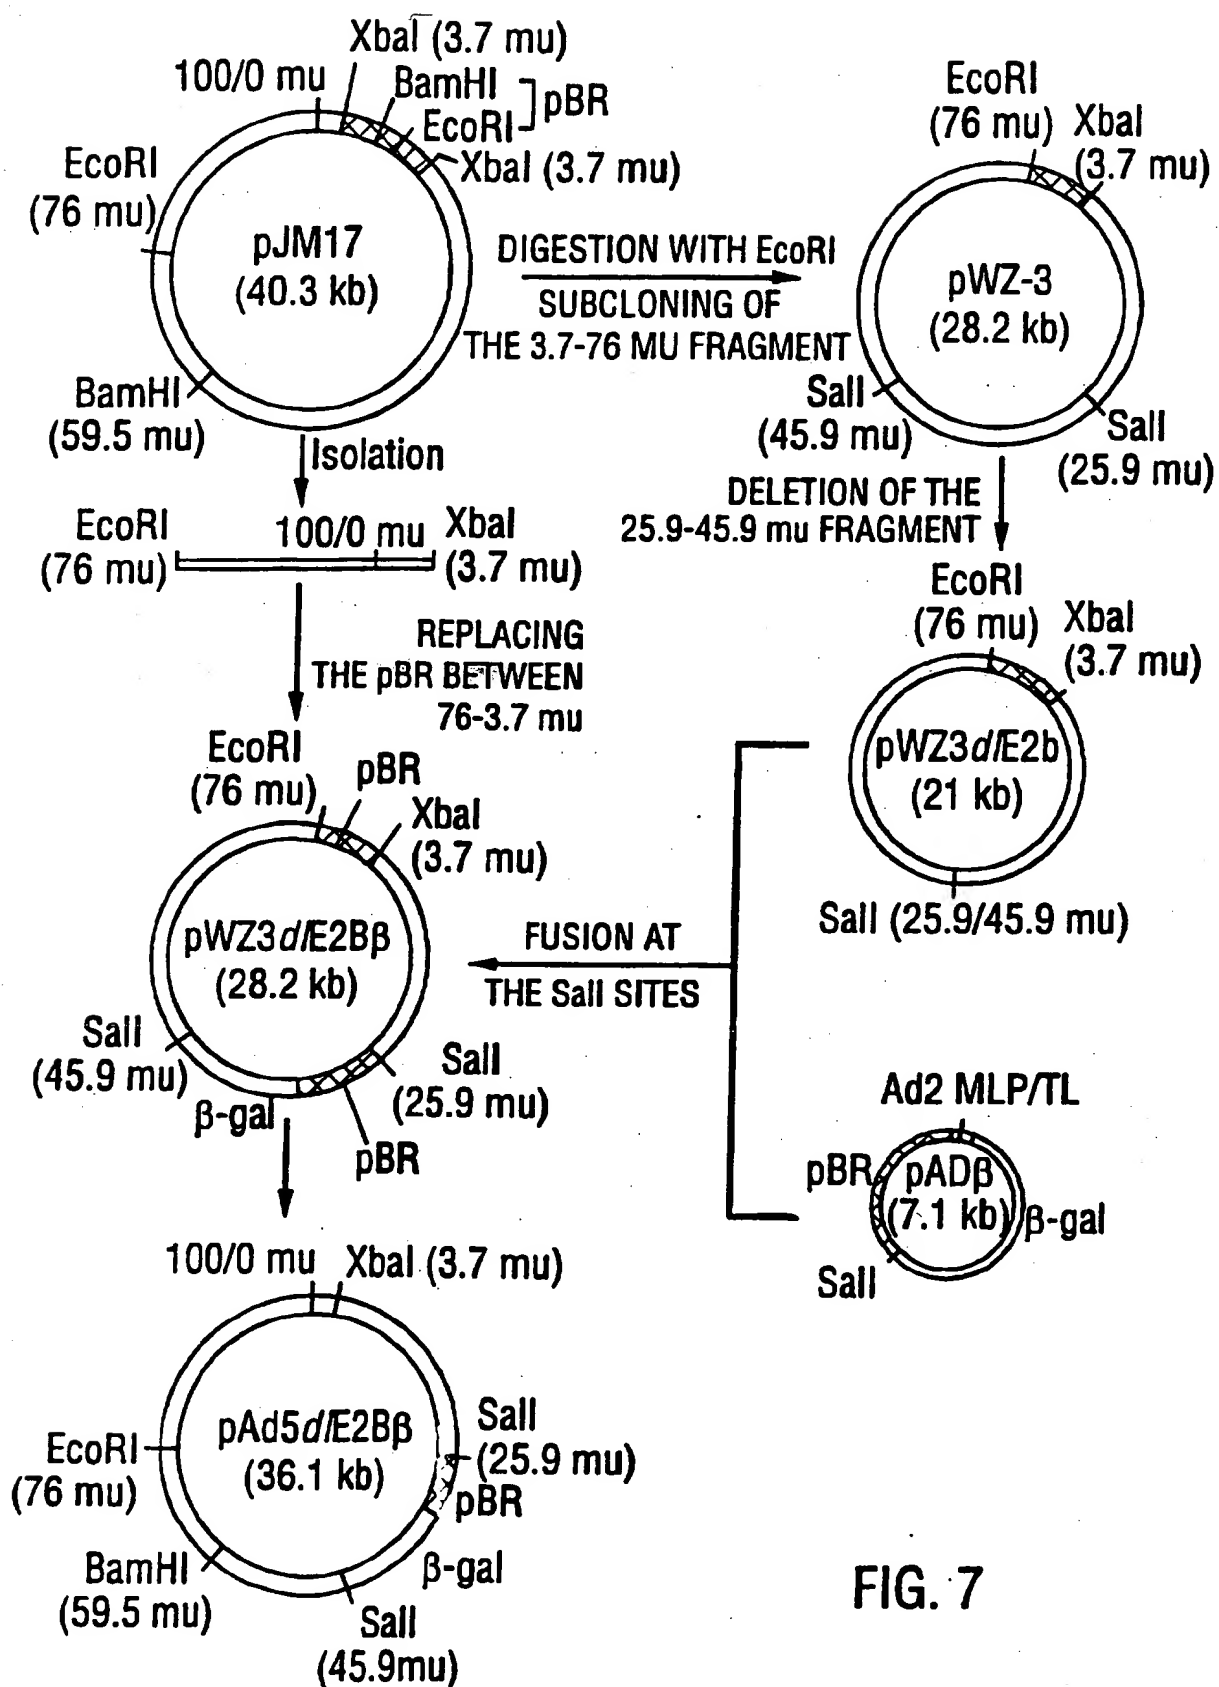 XbaI (3.7 mu)
100/0 mu
BamHI
EcoRI
pBR
XbaI (3.7 mu)
EcoRI
(76 mu)
pJM17
(40.3 kb)
BamHI
(59.5 mu)
DIGESTION WITH EcoRI
SUBCLONING OF
THE 3.7-76 MU FRAGMENT
EcoRI
(76 mu)
XbaI
(3.7 mu)
pWZ-3
(28.2 kb)
SalI
(45.9 mu)
SalI
(25.9 mu)
Isolation
EcoRI
(76 mu)
100/0 mu
XbaI
(3.7 mu)
DELETION OF THE
25.9-45.9 mu FRAGMENT
EcoRI
(76 mu)
XbaI
(3.7 mu)
pWZ3dlE2b
(21 kb)
SalI (25.9/45.9 mu)
REPLACING
THE pBR BETWEEN
76-3.7 mu
EcoRI
(76 mu)
pBR
XbaI
(3.7 mu)
pWZ3dlE2Bβ
(28.2 kb)
SalI
(45.9 mu)
β-gal
SalI
(25.9 mu)
pBR
FUSION AT
THE SalI SITES
Ad2 MLP/TL
pBR
pADβ
(7.1 kb)
β-gal
SalI
100/0 mu
XbaI (3.7 mu)
pAd5dlE2Bβ
(36.1 kb)
EcoRI
(76 mu)
SalI
(25.9 mu)
pBR
β-gal
BamHI
(59.5 mu)
SalI
(45.9mu)
FIG. 7